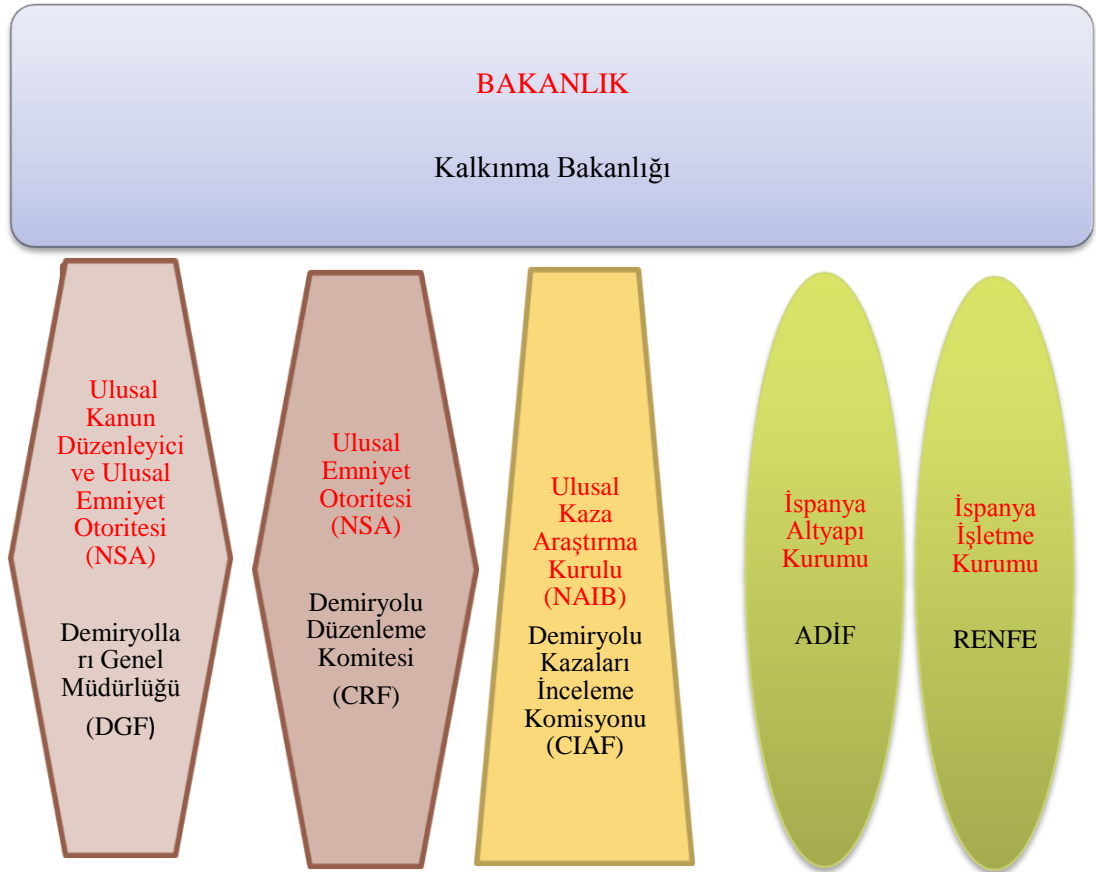 BAKANLIK
Kalkınma Bakanlığı
Ulusal
Kanun
Düzenleyici
ve Ulusal
Emniyet
Otoritesi
(NSA)
Demiryolla
rı Genel
Müdürlüğü
(DGF)
Ulusal
Emniyet
Otoritesi
(NSA)
Demiryolu
Düzenleme
Komitesi
(CRF)
Ulusal
Kaza
Araştırma
Kurulu
(NAIB)
Demiryolu
Kazaları
İnceleme
Komisyonu
(CIAF)
İspanya
Altyapı
Kurumu
ADİF
İspanya
İşletme
Kurumu
RENFE